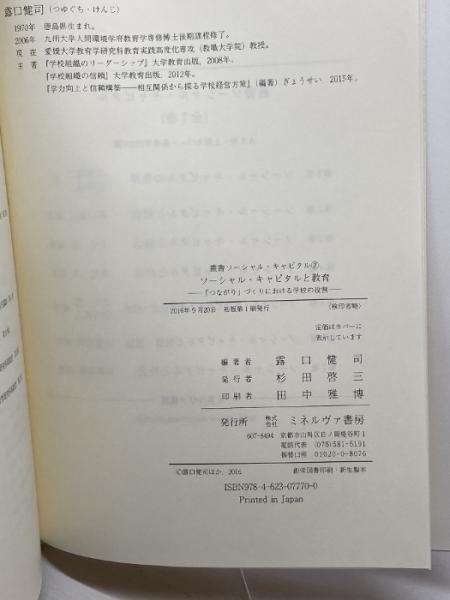 露口健司（つゆぐち・けんじ）
1970年 徳島県生まれ。
2006年 九州大学人間環境学府教育学専修博士後期課程修了。
現 在 愛媛大学教育学研究科教育実践高度化専攻（教職大学院）教授。
主 著 『学校組織のリーダーシップ』大学教育出版，2008年。
『学校組織の信頼』大学教育出版，2012年。
『学力向上と信頼構築――相互関係から探る学校経営方策』（編著）ぎょうせい，2015年。
叢書ソーシャル・キャピタル②
ソーシャル・キャピタルと教育
――「つながり」づくりにおける学校の役割――
2016年9月20日 初版第1刷発行 〈検印省略〉
定価はカバーに
表示しています
編著者 露口健司
発行者 杉田啓三
印刷者 田中雅博
発行所 株式会社 ミネルヴァ書房
607-8494 京都市山科区日ノ岡堤谷町1
電話代表 (075)581-5191
振替口座 01020-0-8076
©露口健司ほか，2016 創栄図書印刷・新生製本
ISBN978-4-623-07770-0
Printed in Japan